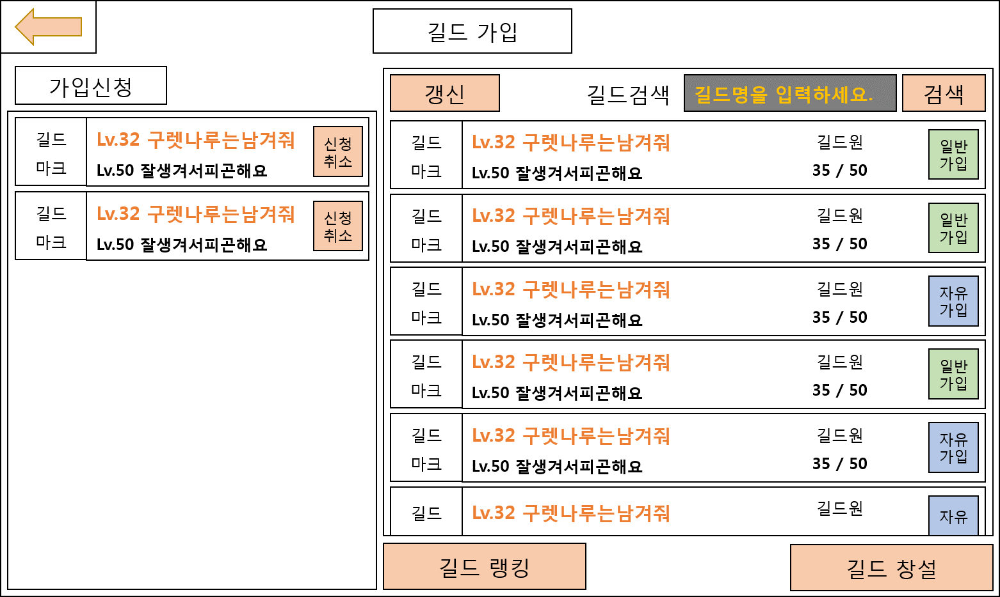 길드 가입
가입신청
길드
마크
Lv.32 구렛나루는남겨줘
Lv.50 잘생겨서피곤해요
신청
취소
길드
마크
Lv.32 구렛나루는남겨줘
Lv.50 잘생겨서피곤해요
신청
취소
갱신
길드검색
길드명을 입력하세요.
검색
길드
마크
Lv.32 구렛나루는남겨줘
Lv.50 잘생겨서피곤해요
길드원
35 / 50
일반
가입
길드
마크
Lv.32 구렛나루는남겨줘
Lv.50 잘생겨서피곤해요
길드원
35 / 50
일반
가입
길드
마크
Lv.32 구렛나루는남겨줘
Lv.50 잘생겨서피곤해요
길드원
35 / 50
자유
가입
길드
마크
Lv.32 구렛나루는남겨줘
Lv.50 잘생겨서피곤해요
길드원
35 / 50
일반
가입
길드
마크
Lv.32 구렛나루는남겨줘
Lv.50 잘생겨서피곤해요
길드원
35 / 50
자유
가입
길드
Lv.32 구렛나루는남겨줘
길드원
자유
길드 랭킹
길드 창설